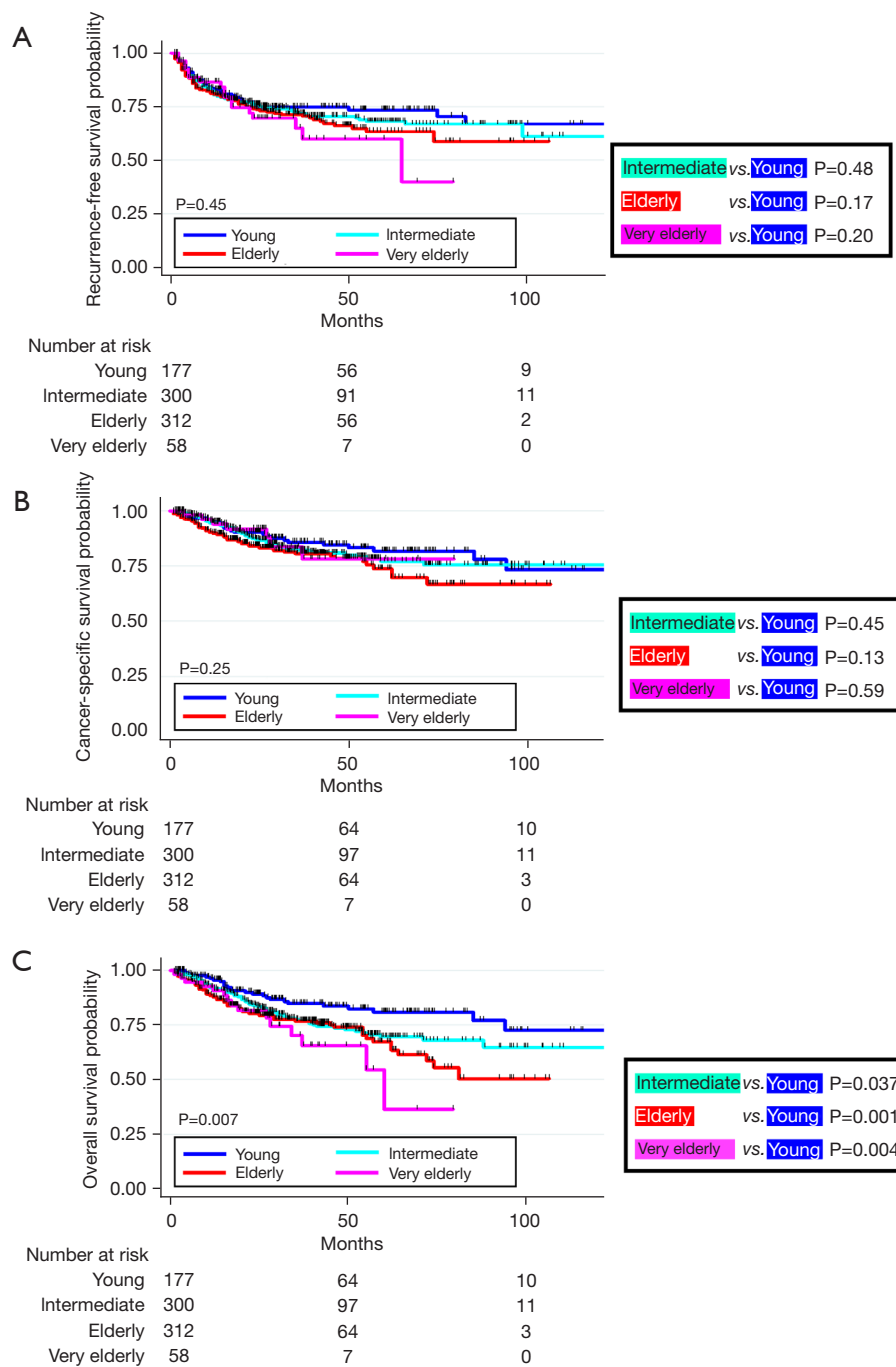 A
Recurrence-free survival probability
1.00
0.75
0.50
0.25
0.00
P=0.45
Young Intermediate
Elderly Very elderly
0 50 100
Months
Intermediate vs. Young P=0.48
Elderly vs. Young P=0.17
Very elderly vs. Young P=0.20
Number at risk
Young 177 56 9
Intermediate 300 91 11
Elderly 312 56 2
Very elderly 58 7 0
B
Cancer-specific survival probability
1.00
0.75
0.50
0.25
0.00
P=0.25
Young Intermediate
Elderly Very elderly
0 50 100
Months
Intermediate vs. Young P=0.45
Elderly vs. Young P=0.13
Very elderly vs. Young P=0.59
Number at risk
Young 177 64 10
Intermediate 300 97 11
Elderly 312 64 3
Very elderly 58 7 0
C
Overall survival probability
1.00
0.75
0.50
0.25
0.00
P=0.007
Young Intermediate
Elderly Very elderly
0 50 100
Months
Intermediate vs. Young P=0.037
Elderly vs. Young P=0.001
Very elderly vs. Young P=0.004
Number at risk
Young 177 64 10
Intermediate 300 97 11
Elderly 312 64 3
Very elderly 58 7 0